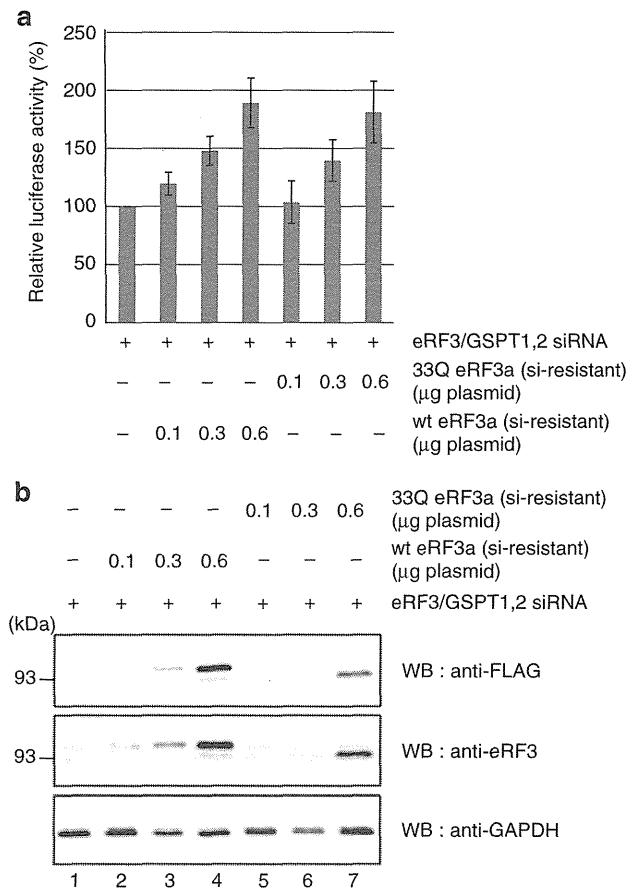 a
Relative luciferase activity (%)
250
200
150
100
50
0
+ + + + + + + eRF3/GSPT1,2 siRNA
– – – – 0.1 0.3 0.6 33Q eRF3a (si-resistant)
(μg plasmid)
– 0.1 0.3 0.6 – – – wt eRF3a (si-resistant)
(μg plasmid)
b
– – – – 0.1 0.3 0.6 33Q eRF3a (si-resistant)
(μg plasmid)
– 0.1 0.3 0.6 – – – wt eRF3a (si-resistant)
(μg plasmid)
+ + + + + + + eRF3/GSPT1,2 siRNA
(kDa)
93 WB : anti-FLAG
93 WB : anti-eRF3
WB : anti-GAPDH
1 2 3 4 5 6 7